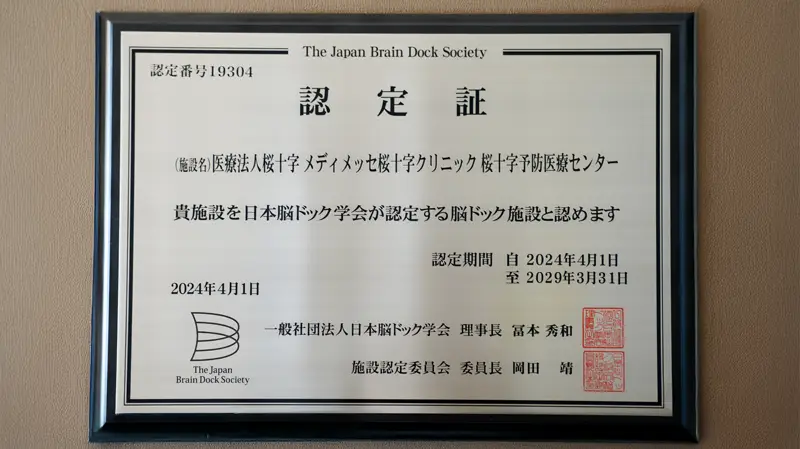 The Japan Brain Dock Society
認定番号19304
認定証
(施設名)医療法人桜十字 メディメッセ桜十字クリニック 桜十字予防医療センター
貴施設を日本脳ドック学会が認定する脳ドック施設と認めます
認定期間 自 2024年4月1日
至 2029年3月31日
2024年4月1日
一般社団法人日本脳ドック学会 理事長 冨本 秀和
施設認定委員会 委員長 岡田 靖
The Japan
Brain Dock Society